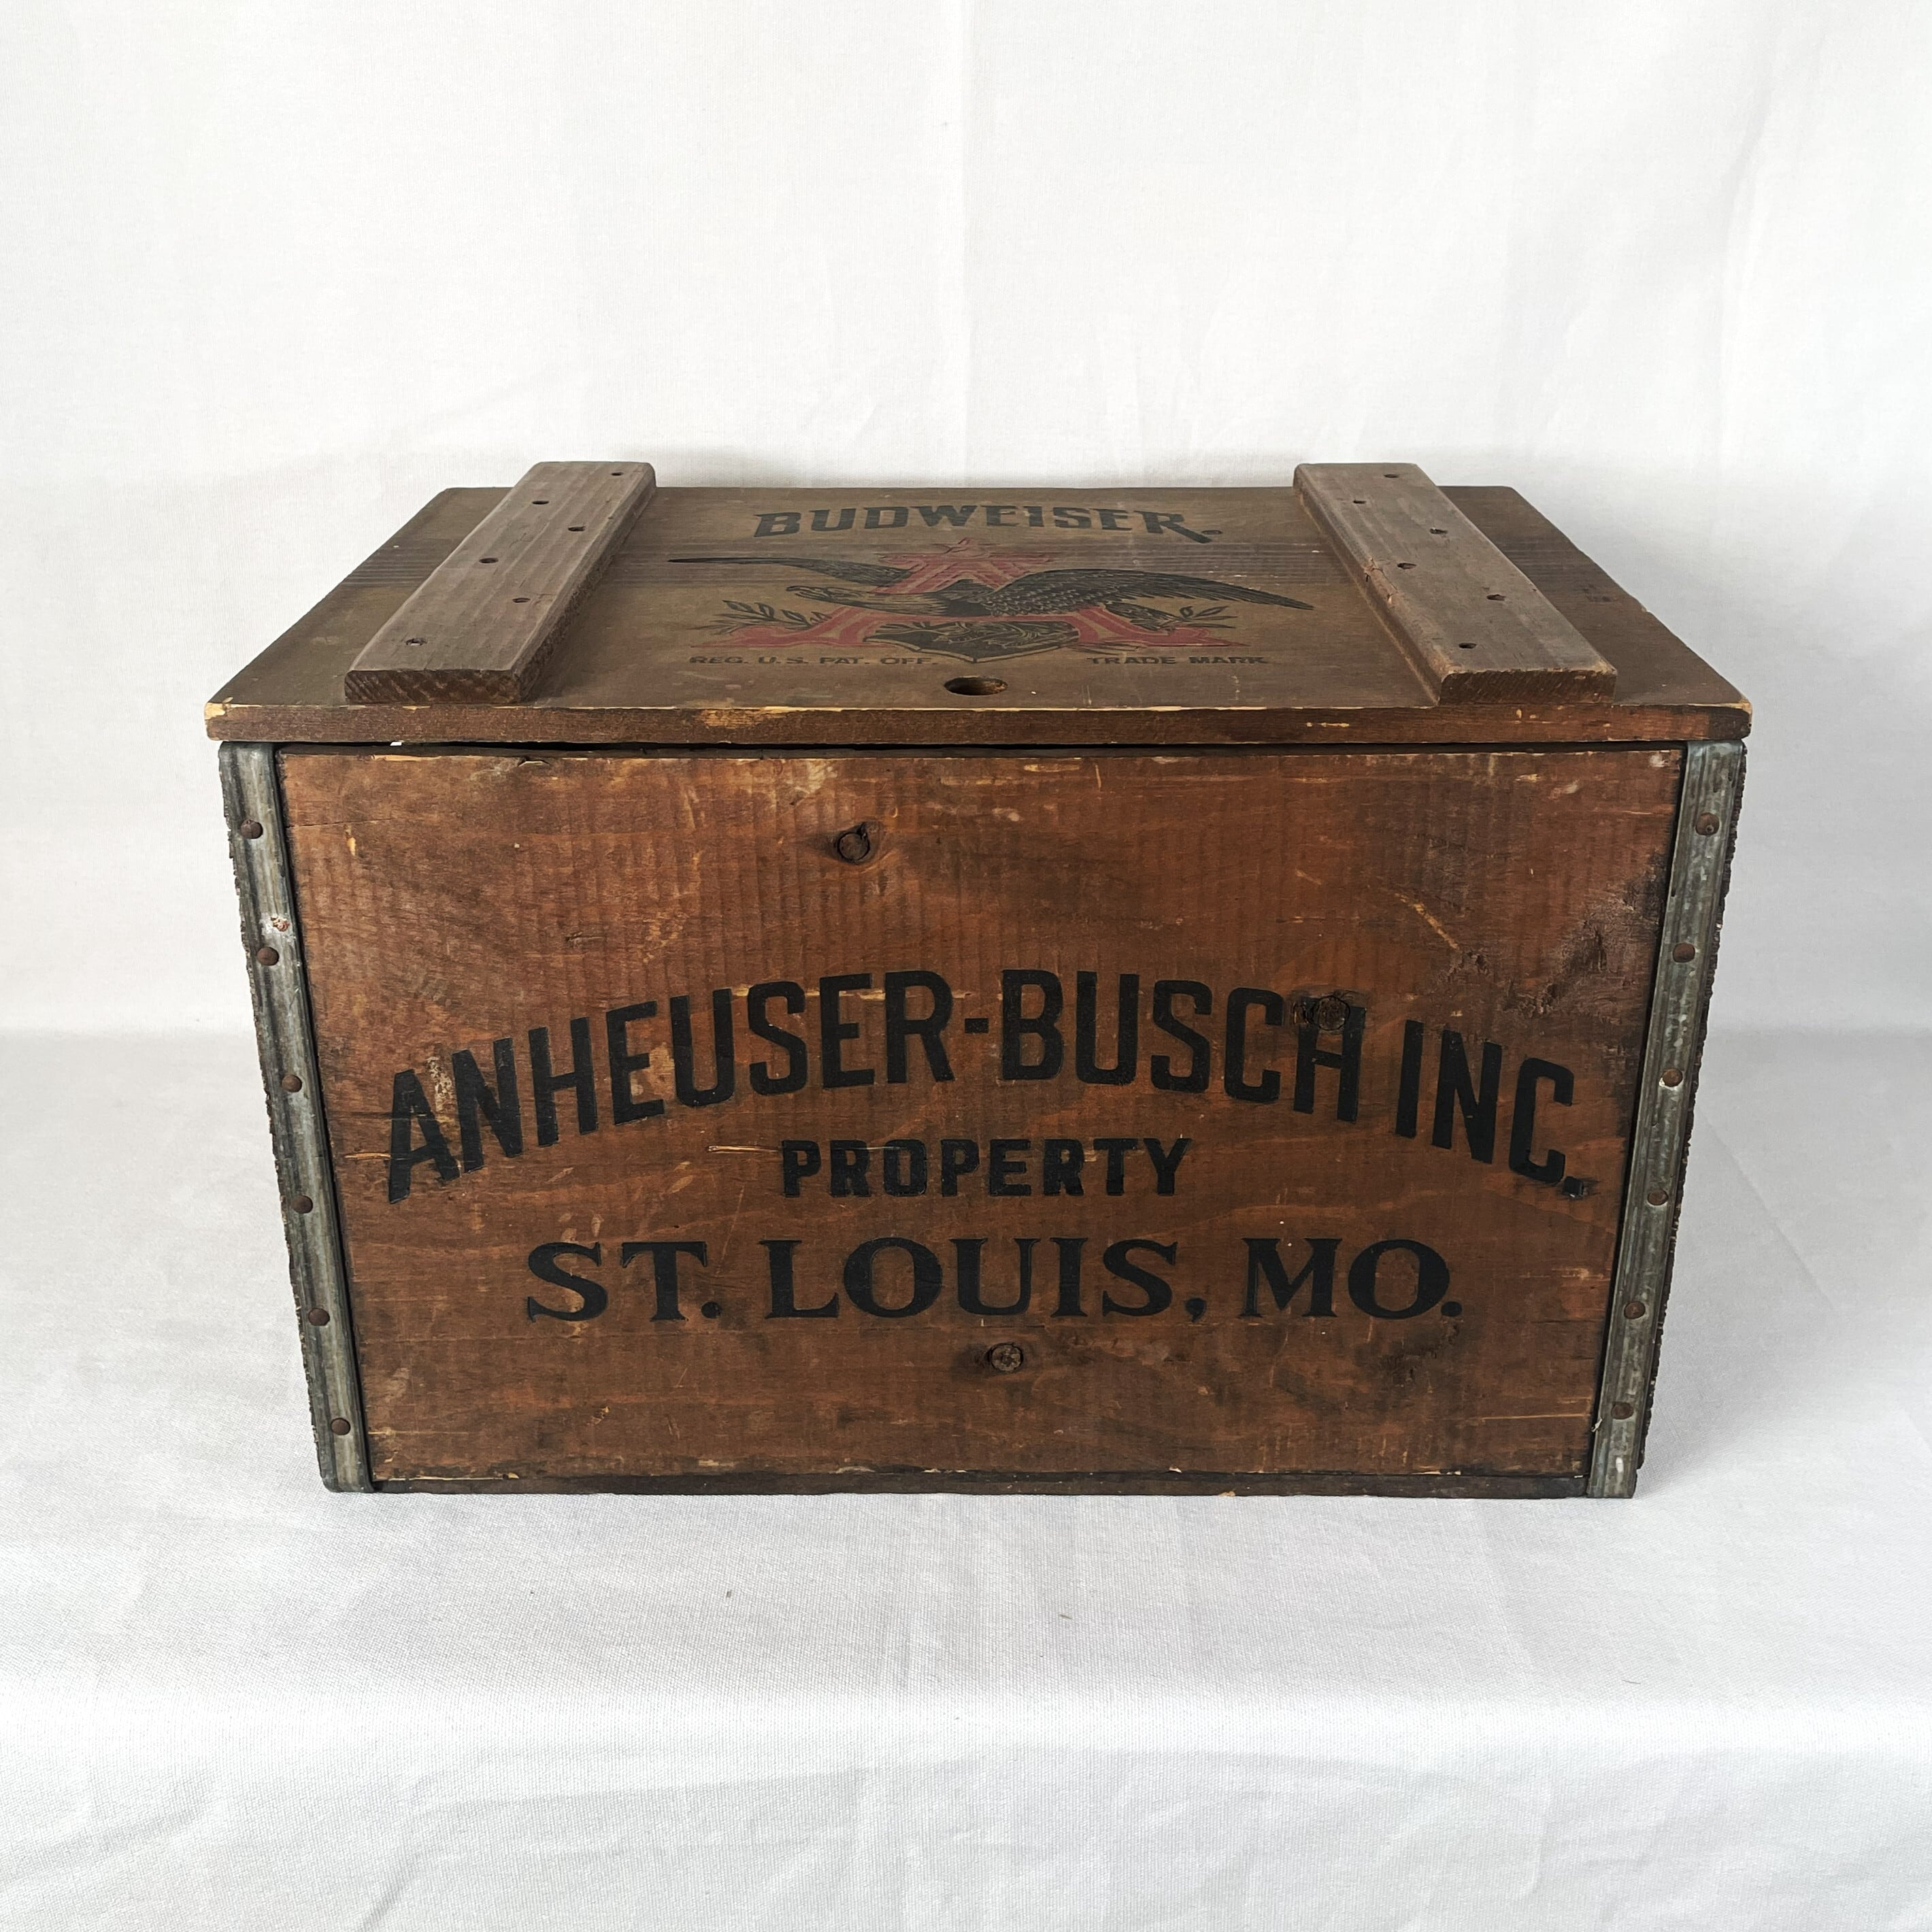 BUDWEISER.
REG. U.S. PAT. OFF. TRADE MARK
ANHEUSER-BUSCH INC.
PROPERTY
ST. LOUIS, MO.